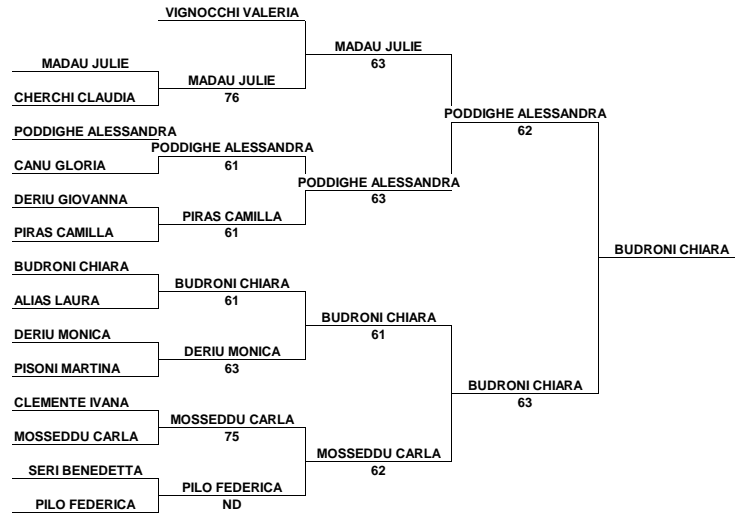 VIGNOCCHI VALERIA
MADAU JULIE
63
MADAU JULIE
MADAU JULIE
76
CHERCHI CLAUDIA
PODDIGHE ALESSANDRA
62
PODDIGHE ALESSANDRA
PODDIGHE ALESSANDRA
61
CANU GLORIA
PODDIGHE ALESSANDRA
63
DERIU GIOVANNA
PIRAS CAMILLA
61
PIRAS CAMILLA
BUDRONI CHIARA
BUDRONI CHIARA
BUDRONI CHIARA
61
ALIAS LAURA
BUDRONI CHIARA
61
DERIU MONICA
DERIU MONICA
63
PISONI MARTINA
BUDRONI CHIARA
63
CLEMENTE IVANA
MOSSEDDU CARLA
75
MOSSEDDU CARLA
MOSSEDDU CARLA
62
SERI BENEDETTA
PILO FEDERICA
ND
PILO FEDERICA